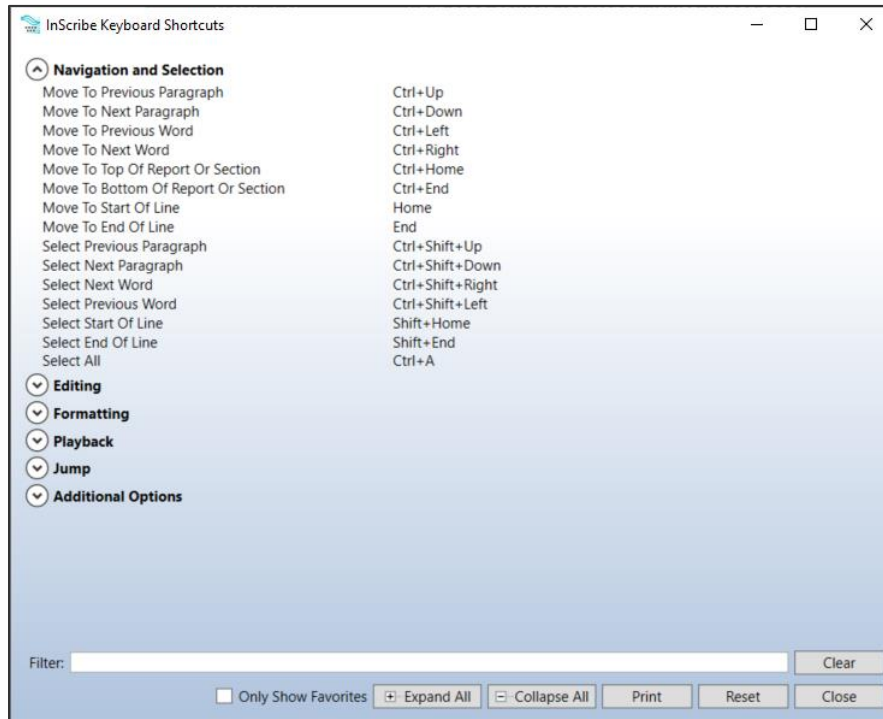 InScribe Keyboard Shortcuts
Navigation and Selection
Move To Previous Paragraph Ctrl+Up
Move To Next Paragraph Ctrl+Down
Move To Previous Word Ctrl+Left
Move To Next Word Ctrl+Right
Move To Top Of Report Or Section Ctrl+Home
Move To Bottom Of Report Or Section Ctrl+End
Move To Start Of Line Home
Move To End Of Line End
Select Previous Paragraph Ctrl+Shift+Up
Select Next Paragraph Ctrl+Shift+Down
Select Next Word Ctrl+Shift+Right
Select Previous Word Ctrl+Shift+Left
Select Start Of Line Shift+Home
Select End Of Line Shift+End
Select All Ctrl+A
Editing
Formatting
Playback
Jump
Additional Options
Filter: Clear
Only Show Favorites Expand All Collapse All Print Reset Close